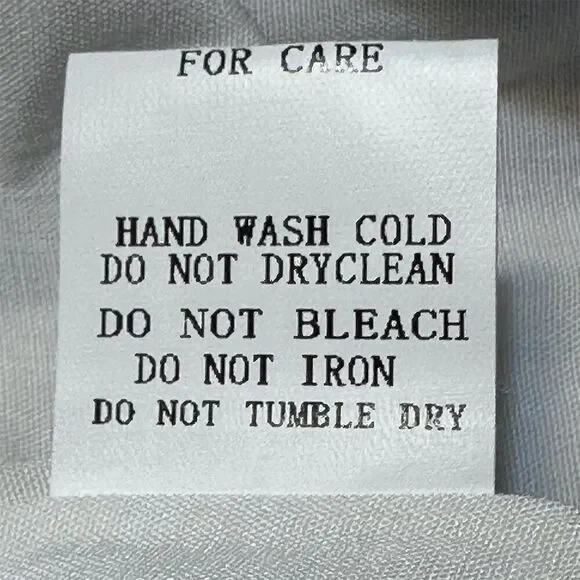 FOR CARE
HAND WASH COLD
DO NOT DRYCLEAN
DO NOT BLEACH
DO NOT IRON
DO NOT TUMBLE DRY